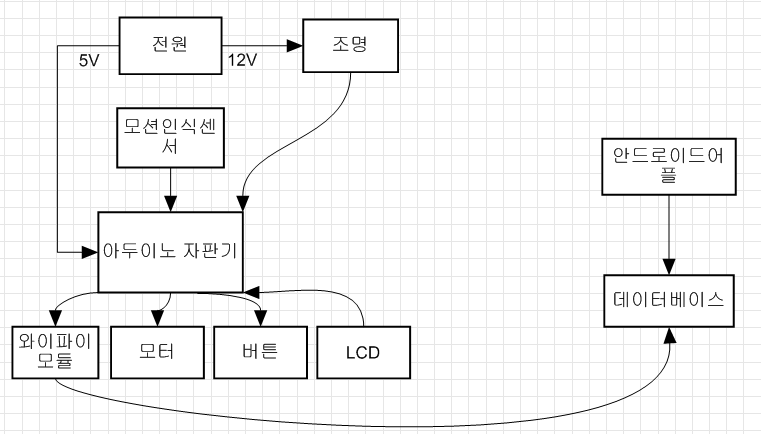 전원
조명
5V
12V
모션인식센
서
안드로이드어
플
아두이노 자판기
데이터베이스
와이파이
모듈
모터
버튼
LCD